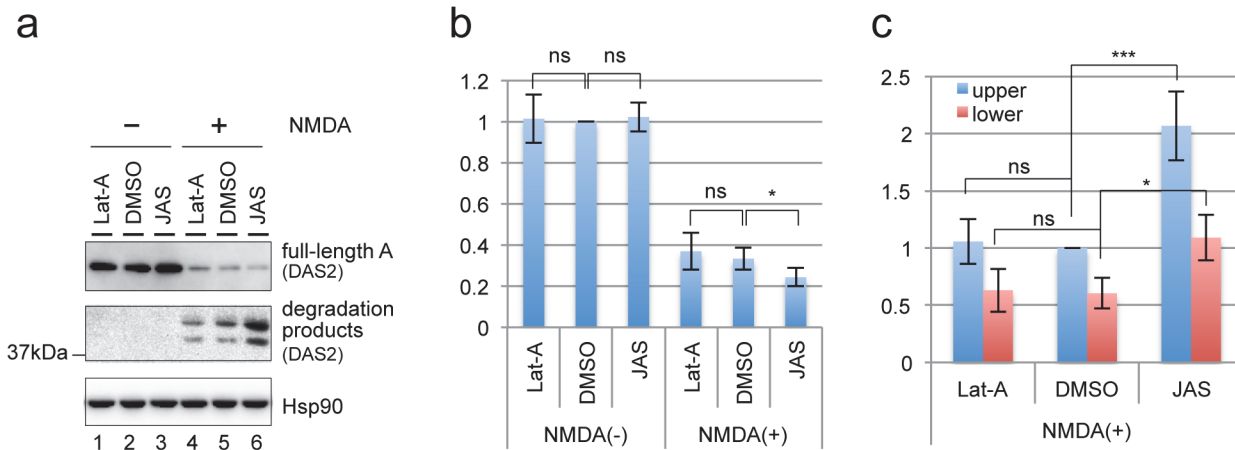 a
− + NMDA
Lat-A DMSO JAS Lat-A DMSO JAS
full-length A
(DAS2)
degradation
products
(DAS2)
37kDa
Hsp90
1 2 3 4 5 6
b
ns ns
1.2
1
0.8
0.6
ns *
0.4
0.2
0
Lat-A DMSO JAS Lat-A DMSO JAS
NMDA(-) NMDA(+)
c
***
2.5
upper
lower
2
ns *
1.5
ns
1
0.5
0
Lat-A DMSO JAS
NMDA(+)